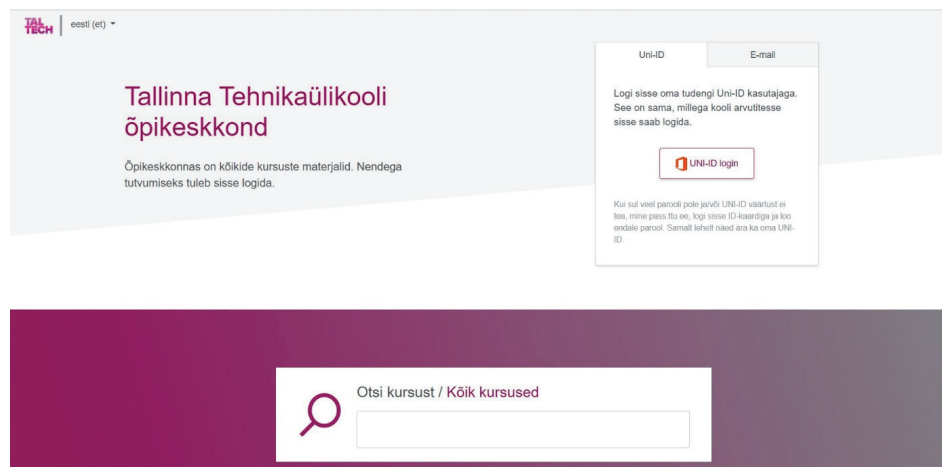 TAL
TECH
eesti (et)
Uni-ID
E-mail
Tallinna Tehnikaülikooli
õpikeskkond
Õpikeskkonnas on kõikide kursuste materjalid. Nendega
tutvumiseks tuleb sisse logida.
Logi sisse oma tudengi Uni-ID kasutajaga.
See on sama, millega kooli arvutitesse
sisse saab logida.
UNI-ID login
Kui sul veel parooli pole ja/või UNI-ID väärtust ei
tea, mine pass.ttu.ee, logi sisse ID-kaardiga ja loo
endale parool. Samalt lehelt näed ära ka oma UNI-
ID.
Otsi kursust / Kõik kursused